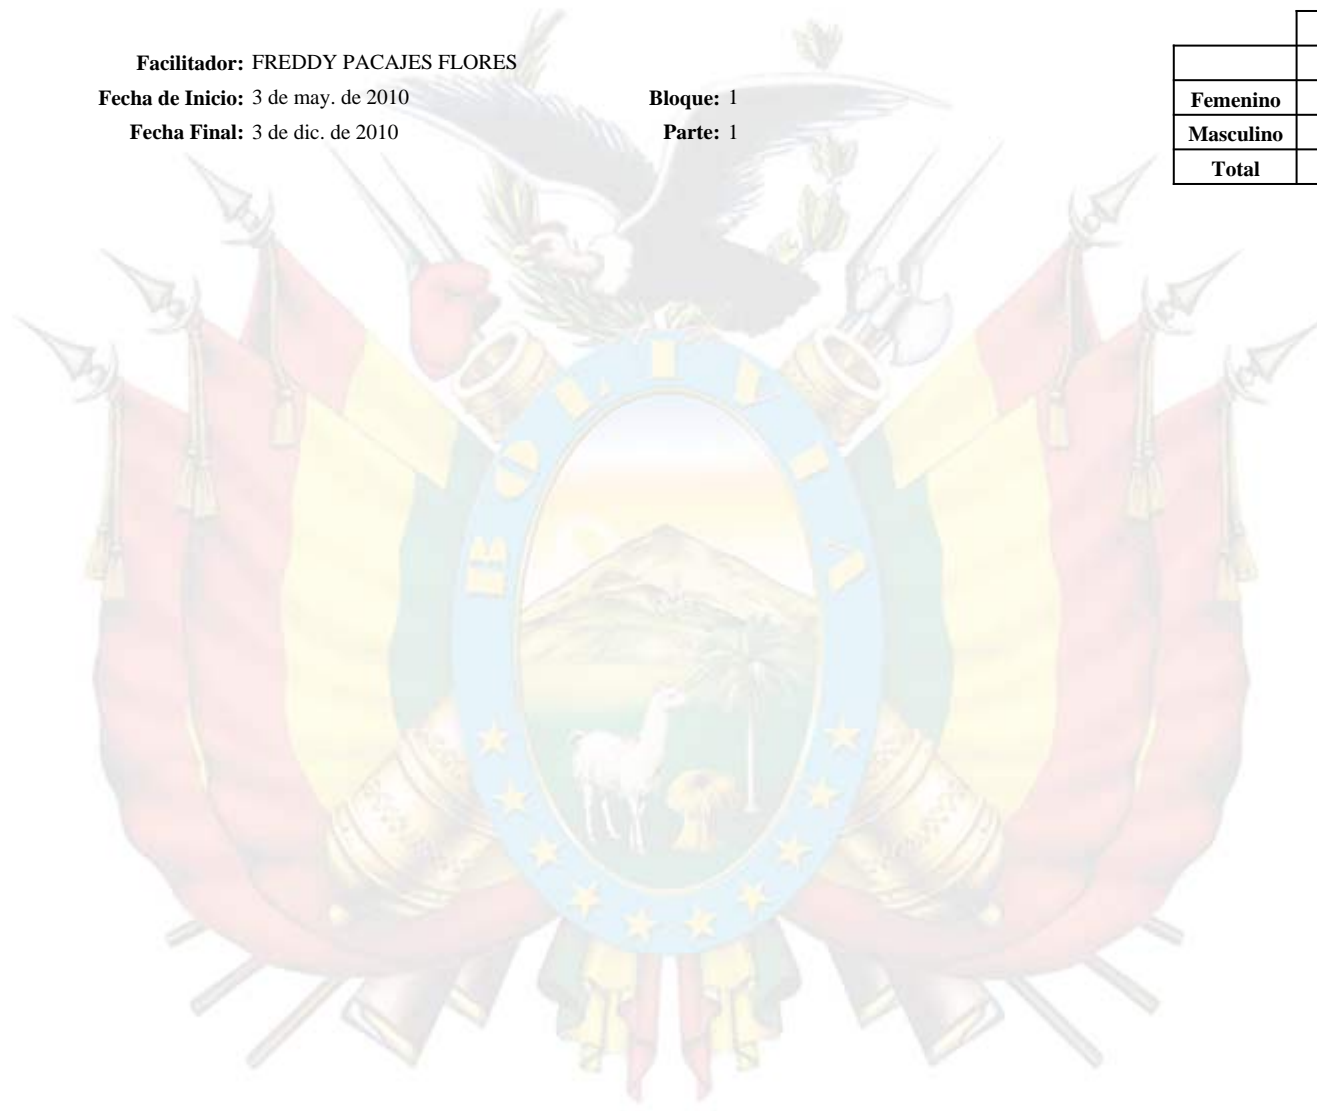 Facilitador: FREDDY PACAJES FLORES
Fecha de Inicio: 3 de may. de 2010 Bloque: 1
Fecha Final: 3 de dic. de 2010 Parte: 1
Femenino
Masculino
Total
BOLIVIA